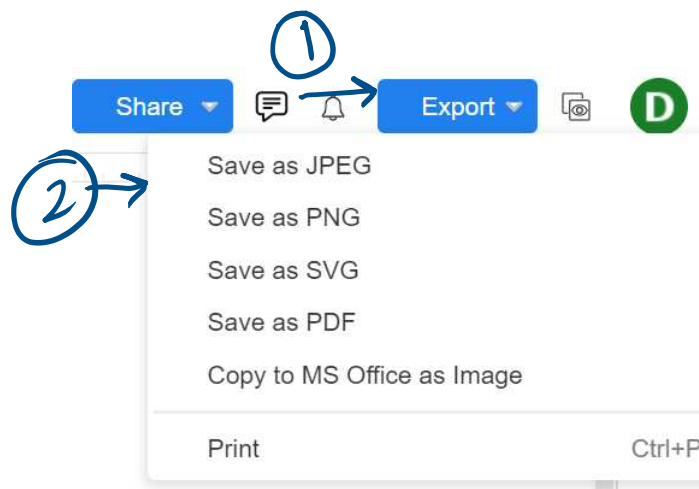 1
Share Export D
2
Save as JPEG
Save as PNG
Save as SVG
Save as PDF
Copy to MS Office as Image
Print Ctrl+P